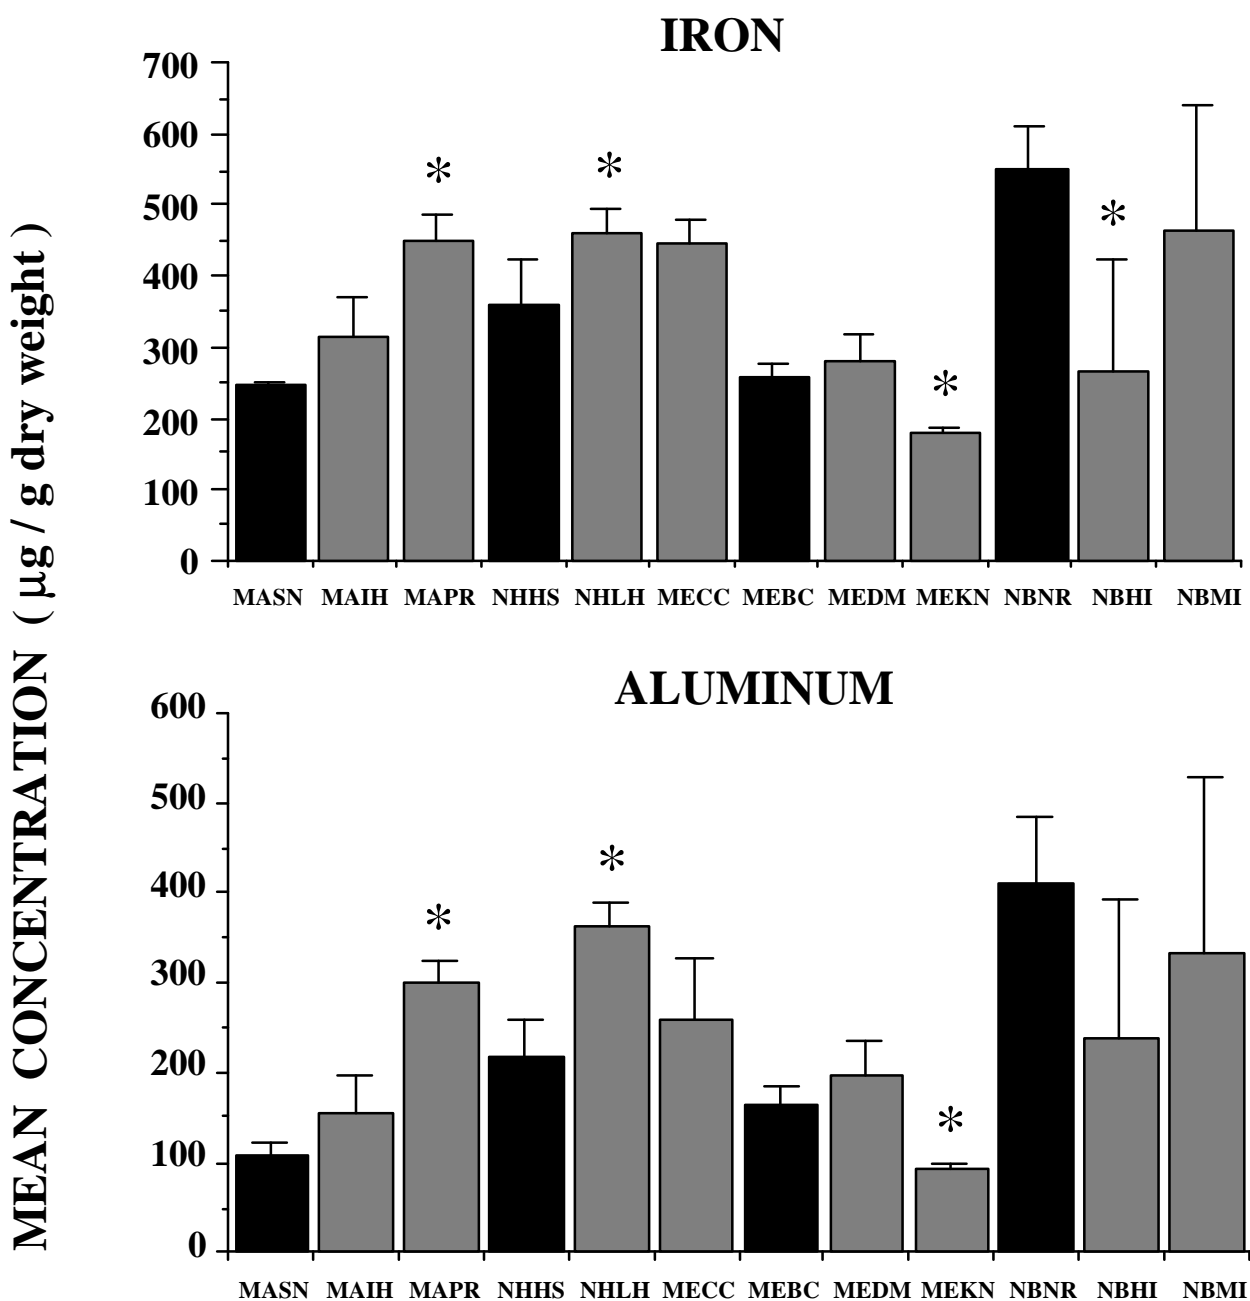 IRON
700
600
500
400
300
200
100
0
* * * *
MASN MAIH MAPR NHHS NHLH MECC MEBC MEDM MEKN NBNR NBHI NBMI
MEAN CONCENTRATION ( µg / g dry weight )
ALUMINUM
600
500
400
300
200
100
0
* * *
MASN MAIH MAPR NHHS NHLH MECC MEBC MEDM MEKN NBNR NBHI NBMI